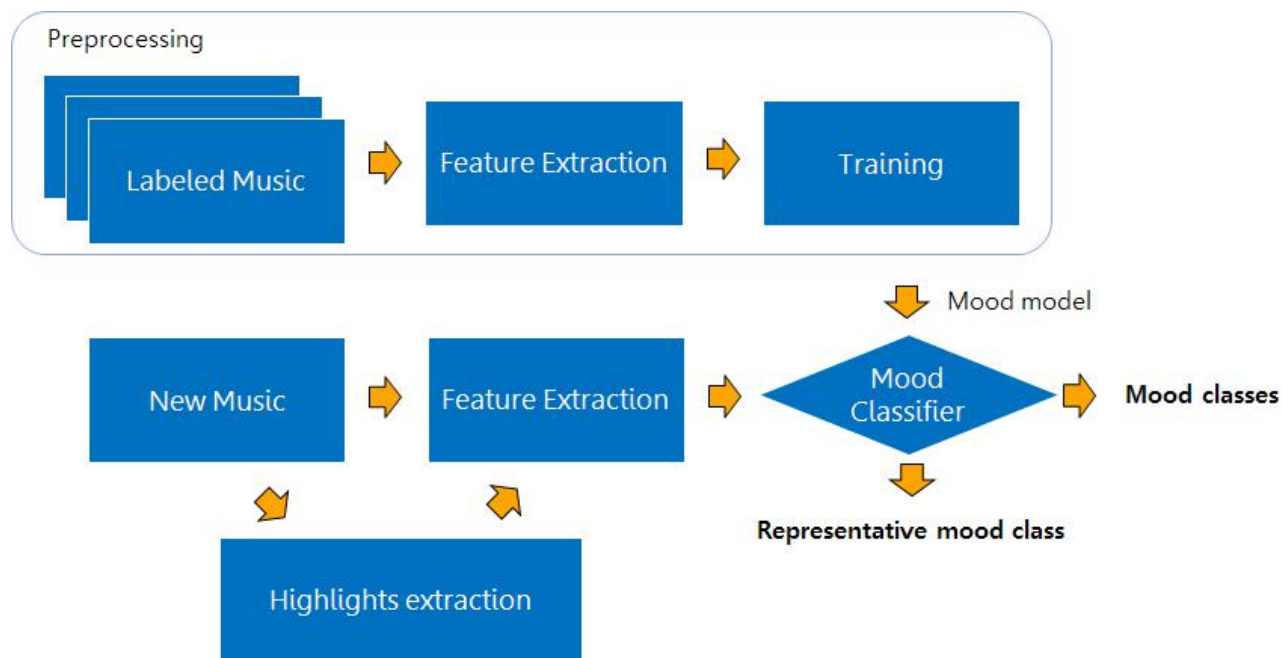 Preprocessing
Labeled Music
Feature Extraction
Training
Mood model
New Music
Feature Extraction
Mood
Classifier
Mood classes
Representative mood class
Highlights extraction